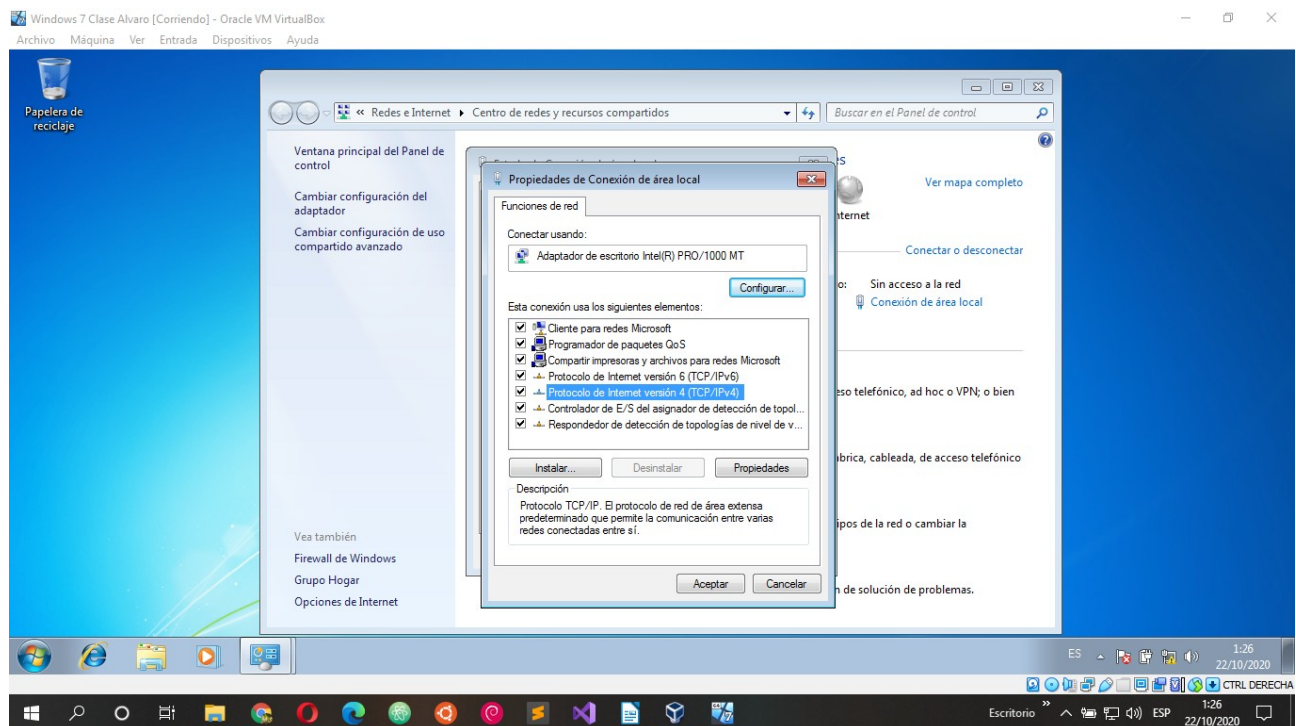 Windows 7 Clase Alvaro [Corriendo] - Oracle VM VirtualBox
Archivo Máquina Ver Entrada Dispositivos Ayuda
Papelera de
reciclaje
« Redes e Internet Centro de redes y recursos compartidos
Buscar en el Panel de control
Ventana principal del Panel de
control
Cambiar configuración del
adaptador
Cambiar configuración de uso
compartido avanzado
Vea también
Firewall de Windows
Grupo Hogar
Opciones de Internet
Propiedades de Conexión de área local
Funciones de red
Conectar usando:
Adaptador de escritorio Intel(R) PRO/1000 MT
Configurar...
Esta conexión usa los siguientes elementos:
Cliente para redes Microsoft
Programador de paquetes QoS
Compartir impresoras y archivos para redes Microsoft
Protocolo de Internet versión 6 (TCP/IPv6)
Protocolo de Internet versión 4 (TCP/IPv4)
Controlador de E/S del asignador de detección de topol...
Respondedor de detección de topologías de nivel de v...
Instalar... Desinstalar Propiedades
Descripción
Protocolo TCP/IP. El protocolo de red de área extensa
predeterminado que permite la comunicación entre varias
redes conectadas entre sí.
Aceptar Cancelar
es
Ver mapa completo
nternet
Conectar o desconectar
o: Sin acceso a la red
Conexión de área local
eso telefónico, ad hoc o VPN; o bien
brica, cableada, de acceso telefónico
ipos de la red o cambiar la
n de solución de problemas.
ES
1:26
22/10/2020
CTRL DERECHA
Escritorio » ESP
1:26
22/10/2020